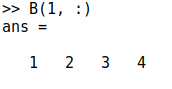 >> B(1, :)
ans =
1 2 3 4